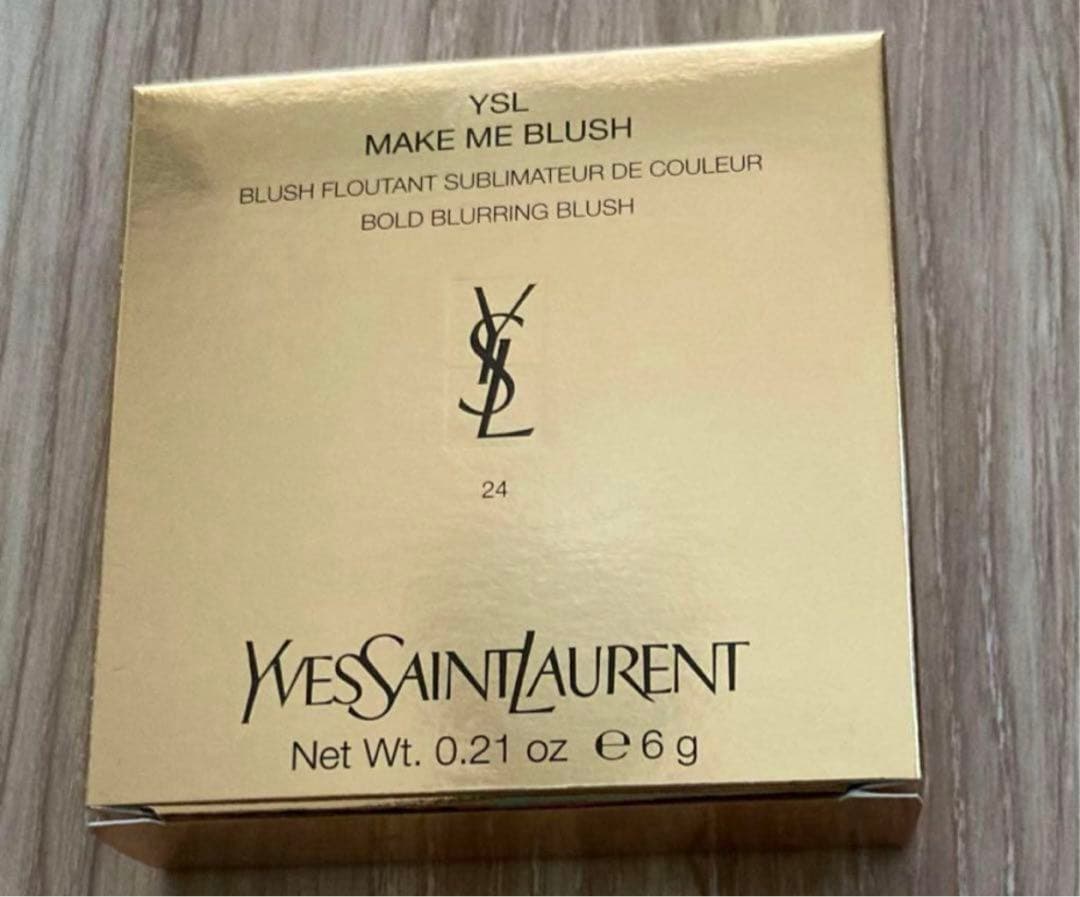 YSL
MAKE ME BLUSH
BLUSH FLOUTANT SUBLIMATEUR DE COULEUR
BOLD BLURRING BLUSH
YSL
24
YVESSAINTLAURENT
Net Wt. 0.21 oz ℮ 6 g